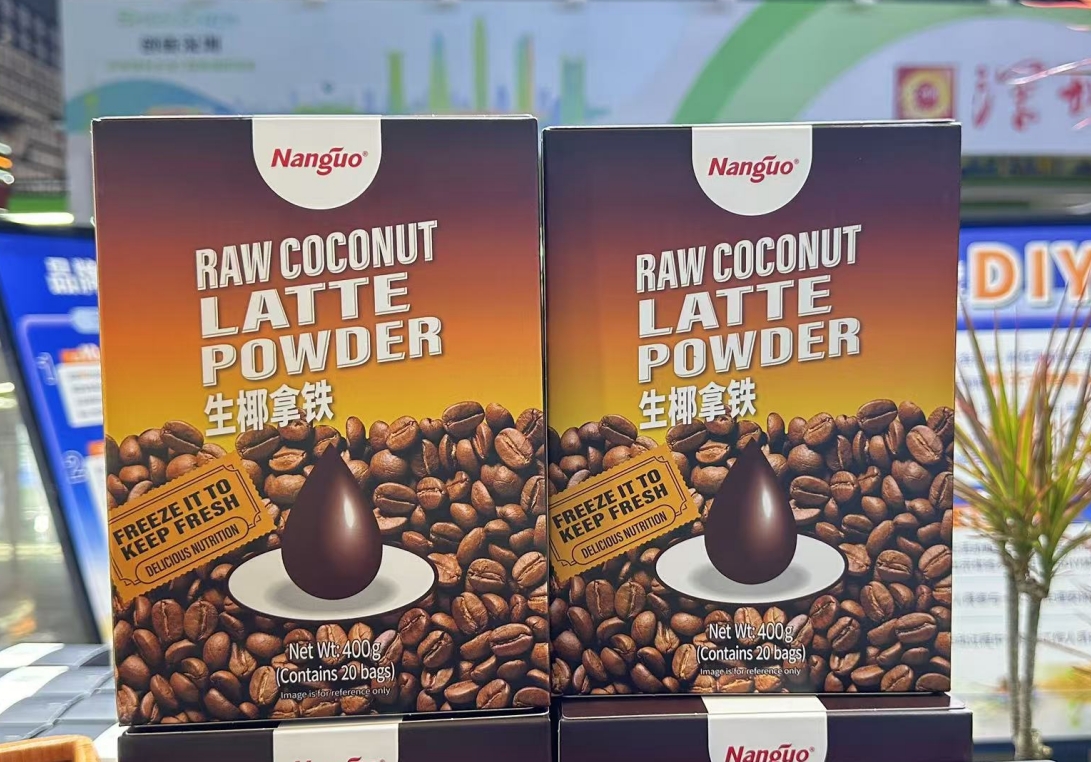 Nanguo®
RAW COCONUT
LATTE
POWDER
生椰拿铁
FREEZE IT TO
KEEP FRESH
DELICIOUS NUTRITION
Net Wt: 400g
(Contains 20 bags)
Image is for reference only
Nanguo®
RAW COCONUT
LATTE
POWDER
生椰拿铁
FREEZE IT TO
KEEP FRESH
DELICIOUS NUTRITION
Net Wt: 400g
(Contains 20 bags)
Image is for reference only
DIY
Nanguo®
Nanguo®